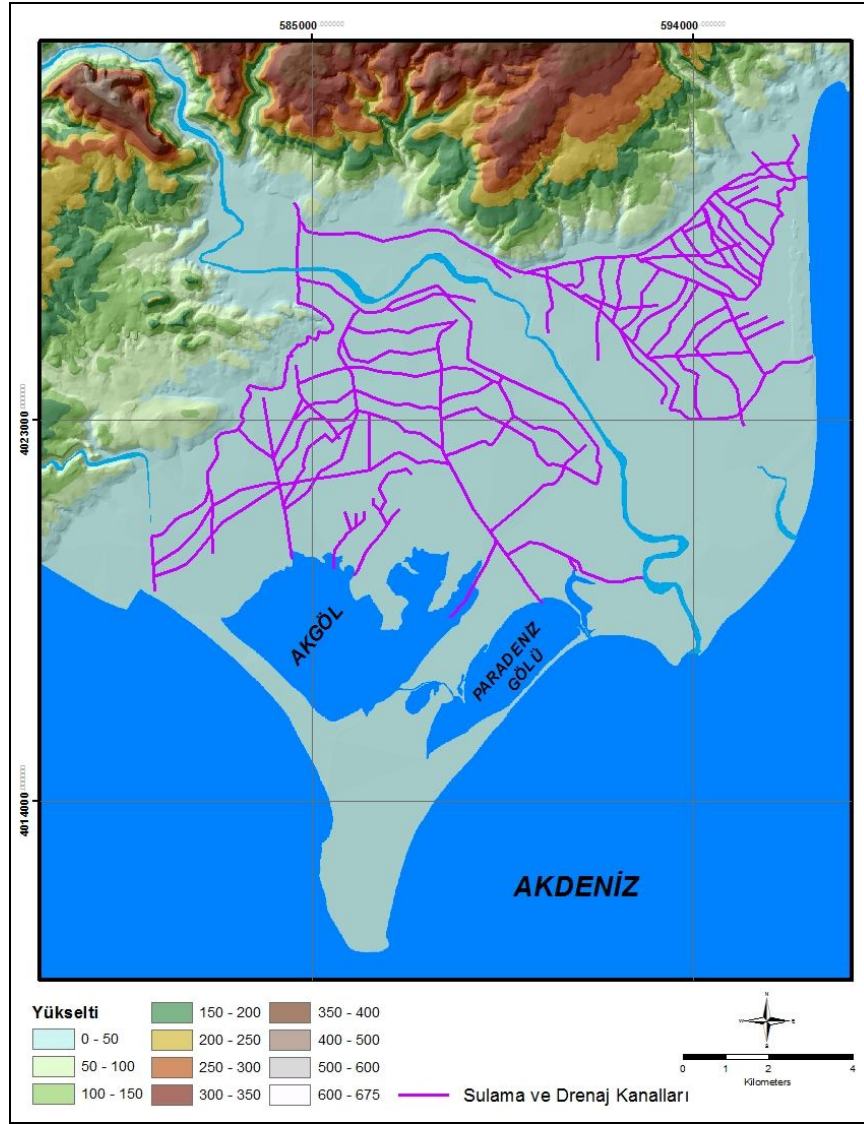 585000
594000
4023000
4014000
AKGÖL
PARADENİZ
GÖLÜ
AKDENİZ
Yükselti
0 - 50
50 - 100
100 - 150
150 - 200
200 - 250
250 - 300
300 - 350
350 - 400
400 - 500
500 - 600
600 - 675
Sulama ve Drenaj Kanalları
N
W E
S
0 1 2 4
Kilometers